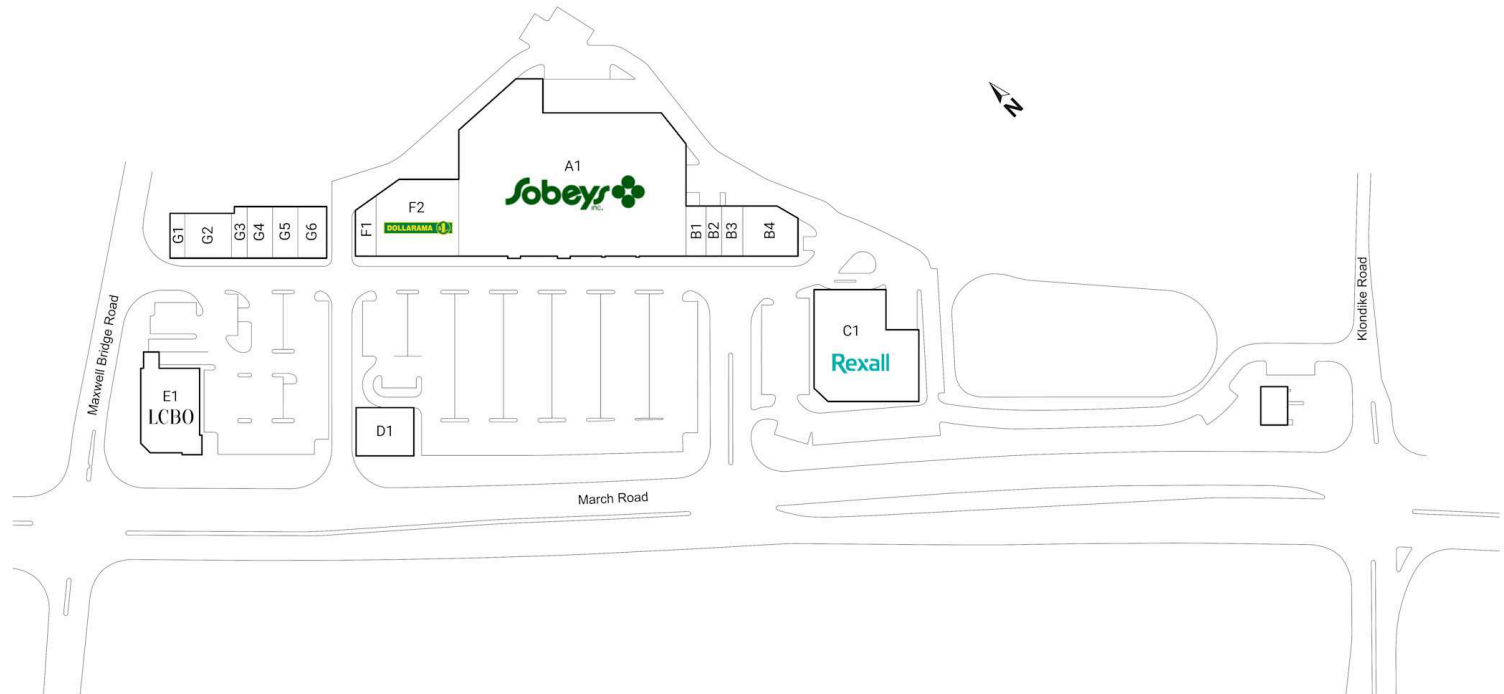 N
A1
Sobeys
INC.
F2
DOLLARAMA
F1
G1
G2
G3
G4
G5
G6
B1
B2
B3
B4
Maxwell Bridge Road
Klondike Road
C1
Rexall
E1
LCBO
D1
March Road